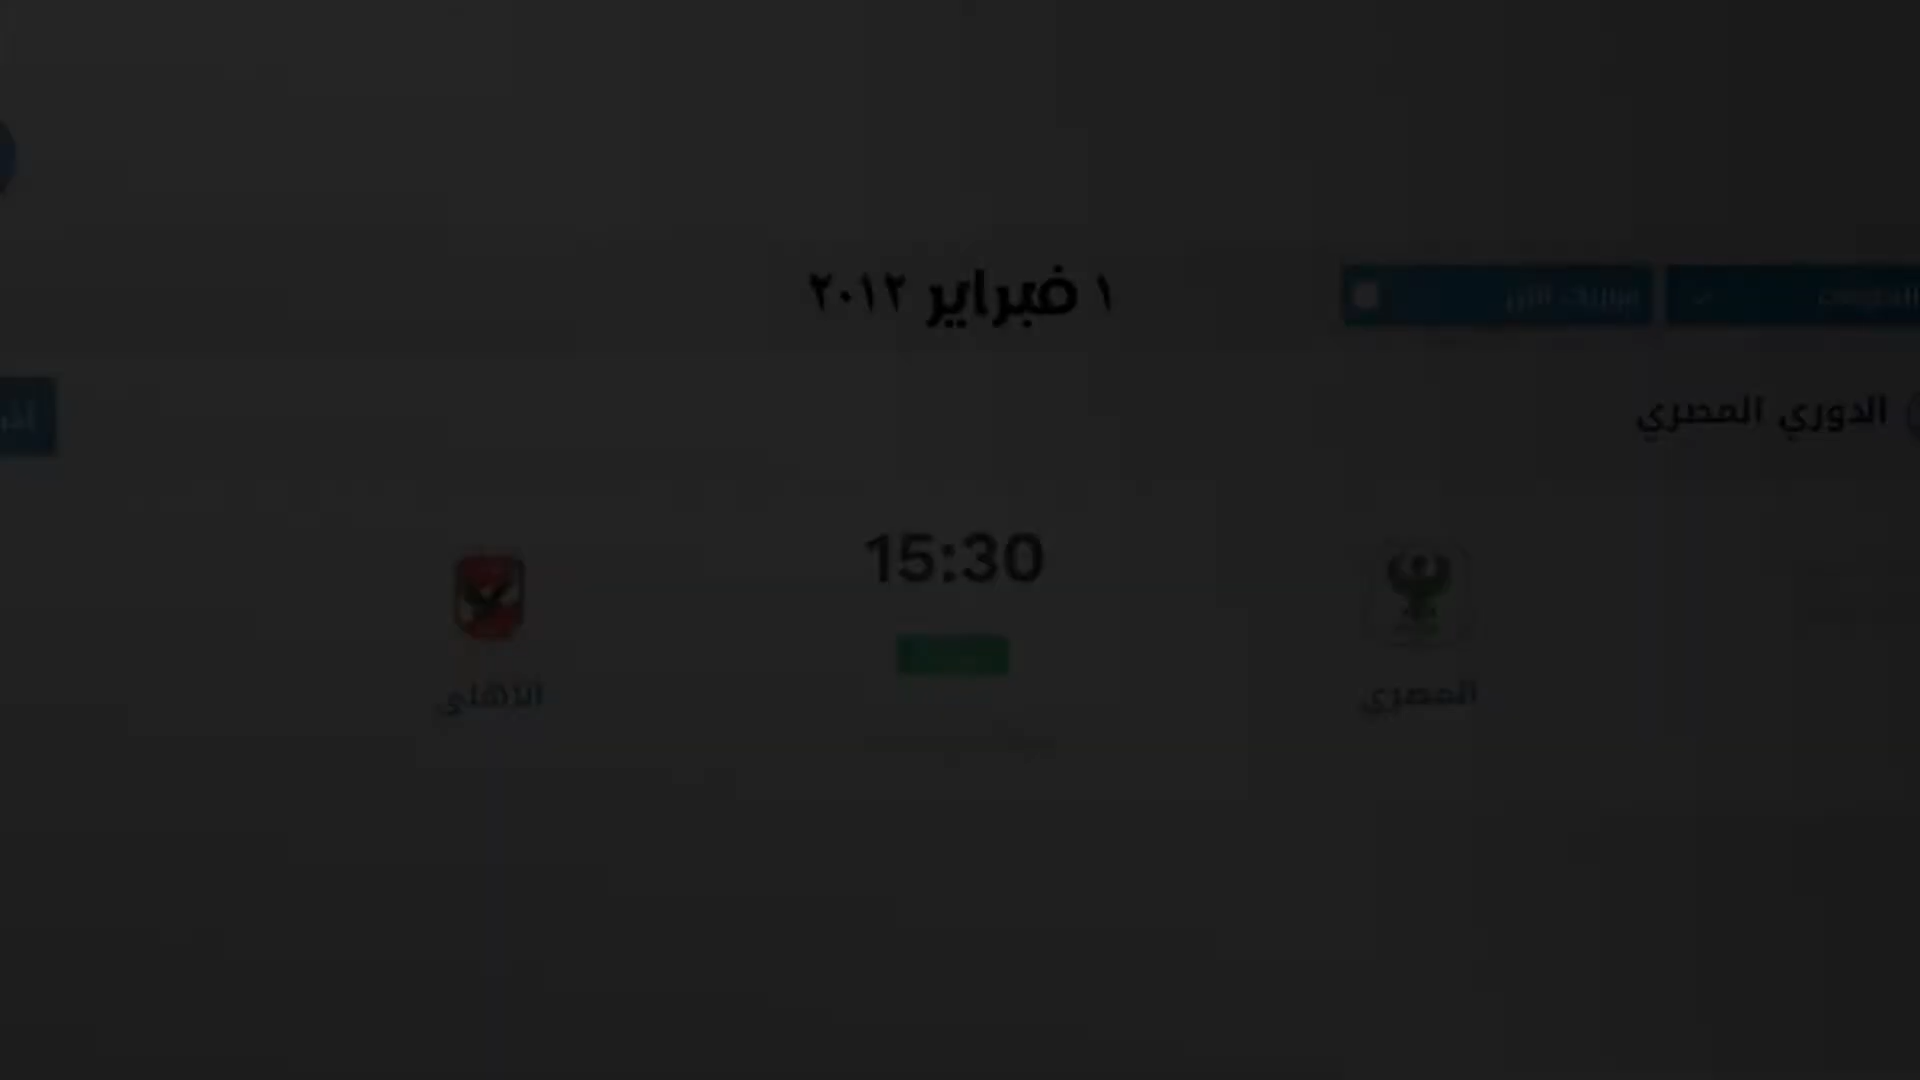 ١ فبراير ٢٠١٢
الدوري المصري
15:30
المصري
الأهلي